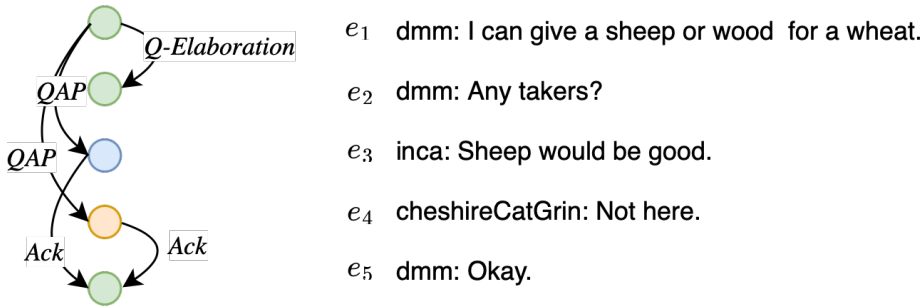 e1 dmm: I can give a sheep or wood for a wheat.
Q-Elaboration
QAP
e2 dmm: Any takers?
QAP
e3 inca: Sheep would be good.
e4 cheshireCatGrin: Not here.
Ack
Ack
e5 dmm: Okay.